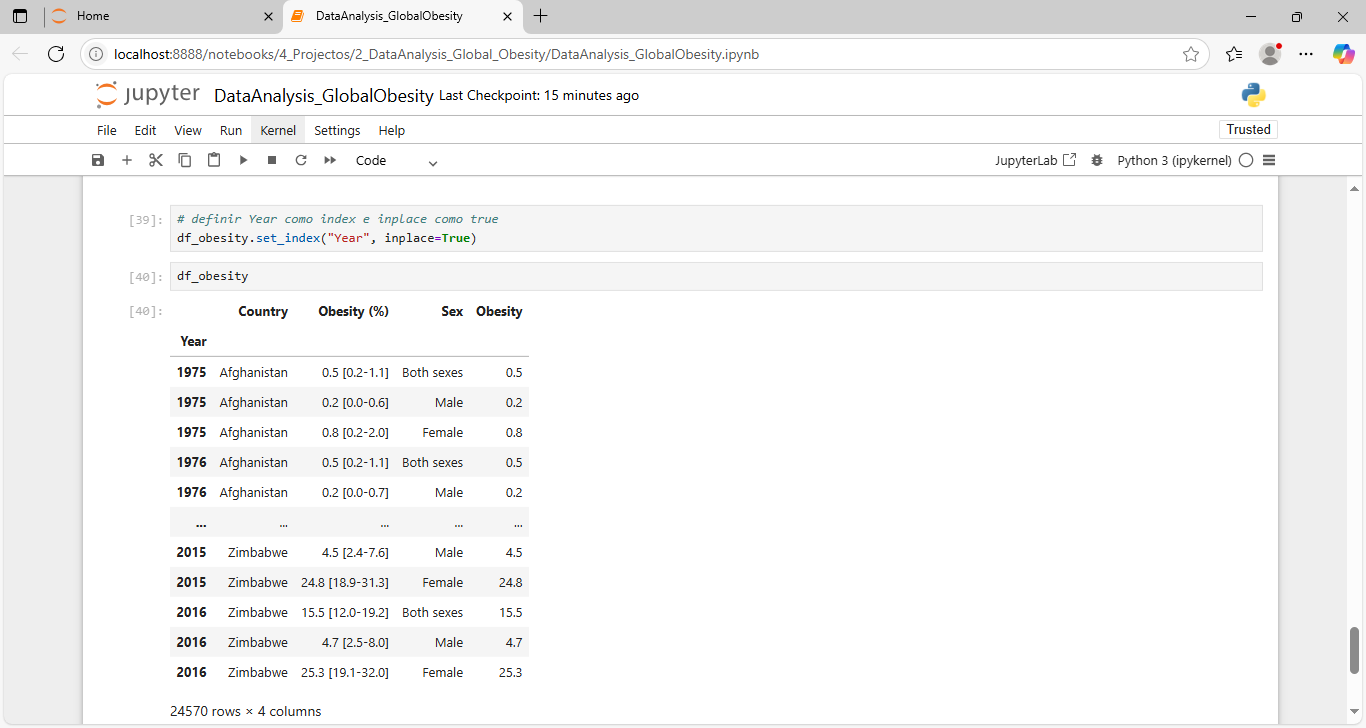 Home
DataAnalysis_GlobalObesity
localhost:8888/notebooks/4_Projectos/2_DataAnalysis_Global_Obesity/DataAnalysis_GlobalObesity.ipynb
jupyter DataAnalysis_GlobalObesity Last Checkpoint: 15 minutes ago
File Edit View Run Kernel Settings Help Trusted
Code JupyterLab Python 3 (ipykernel)
[39]: # definir Year como index e inplace como true
df_obesity.set_index("Year", inplace=True)
[40]: df_obesity
[40]: Country Obesity (%) Sex Obesity
Year
1975 Afghanistan 0.5 [0.2-1.1] Both sexes 0.5
1975 Afghanistan 0.2 [0.0-0.6] Male 0.2
1975 Afghanistan 0.8 [0.2-2.0] Female 0.8
1976 Afghanistan 0.5 [0.2-1.1] Both sexes 0.5
1976 Afghanistan 0.2 [0.0-0.7] Male 0.2
... ... ... ... ...
2015 Zimbabwe 4.5 [2.4-7.6] Male 4.5
2015 Zimbabwe 24.8 [18.9-31.3] Female 24.8
2016 Zimbabwe 15.5 [12.0-19.2] Both sexes 15.5
2016 Zimbabwe 4.7 [2.5-8.0] Male 4.7
2016 Zimbabwe 25.3 [19.1-32.0] Female 25.3
24570 rows × 4 columns